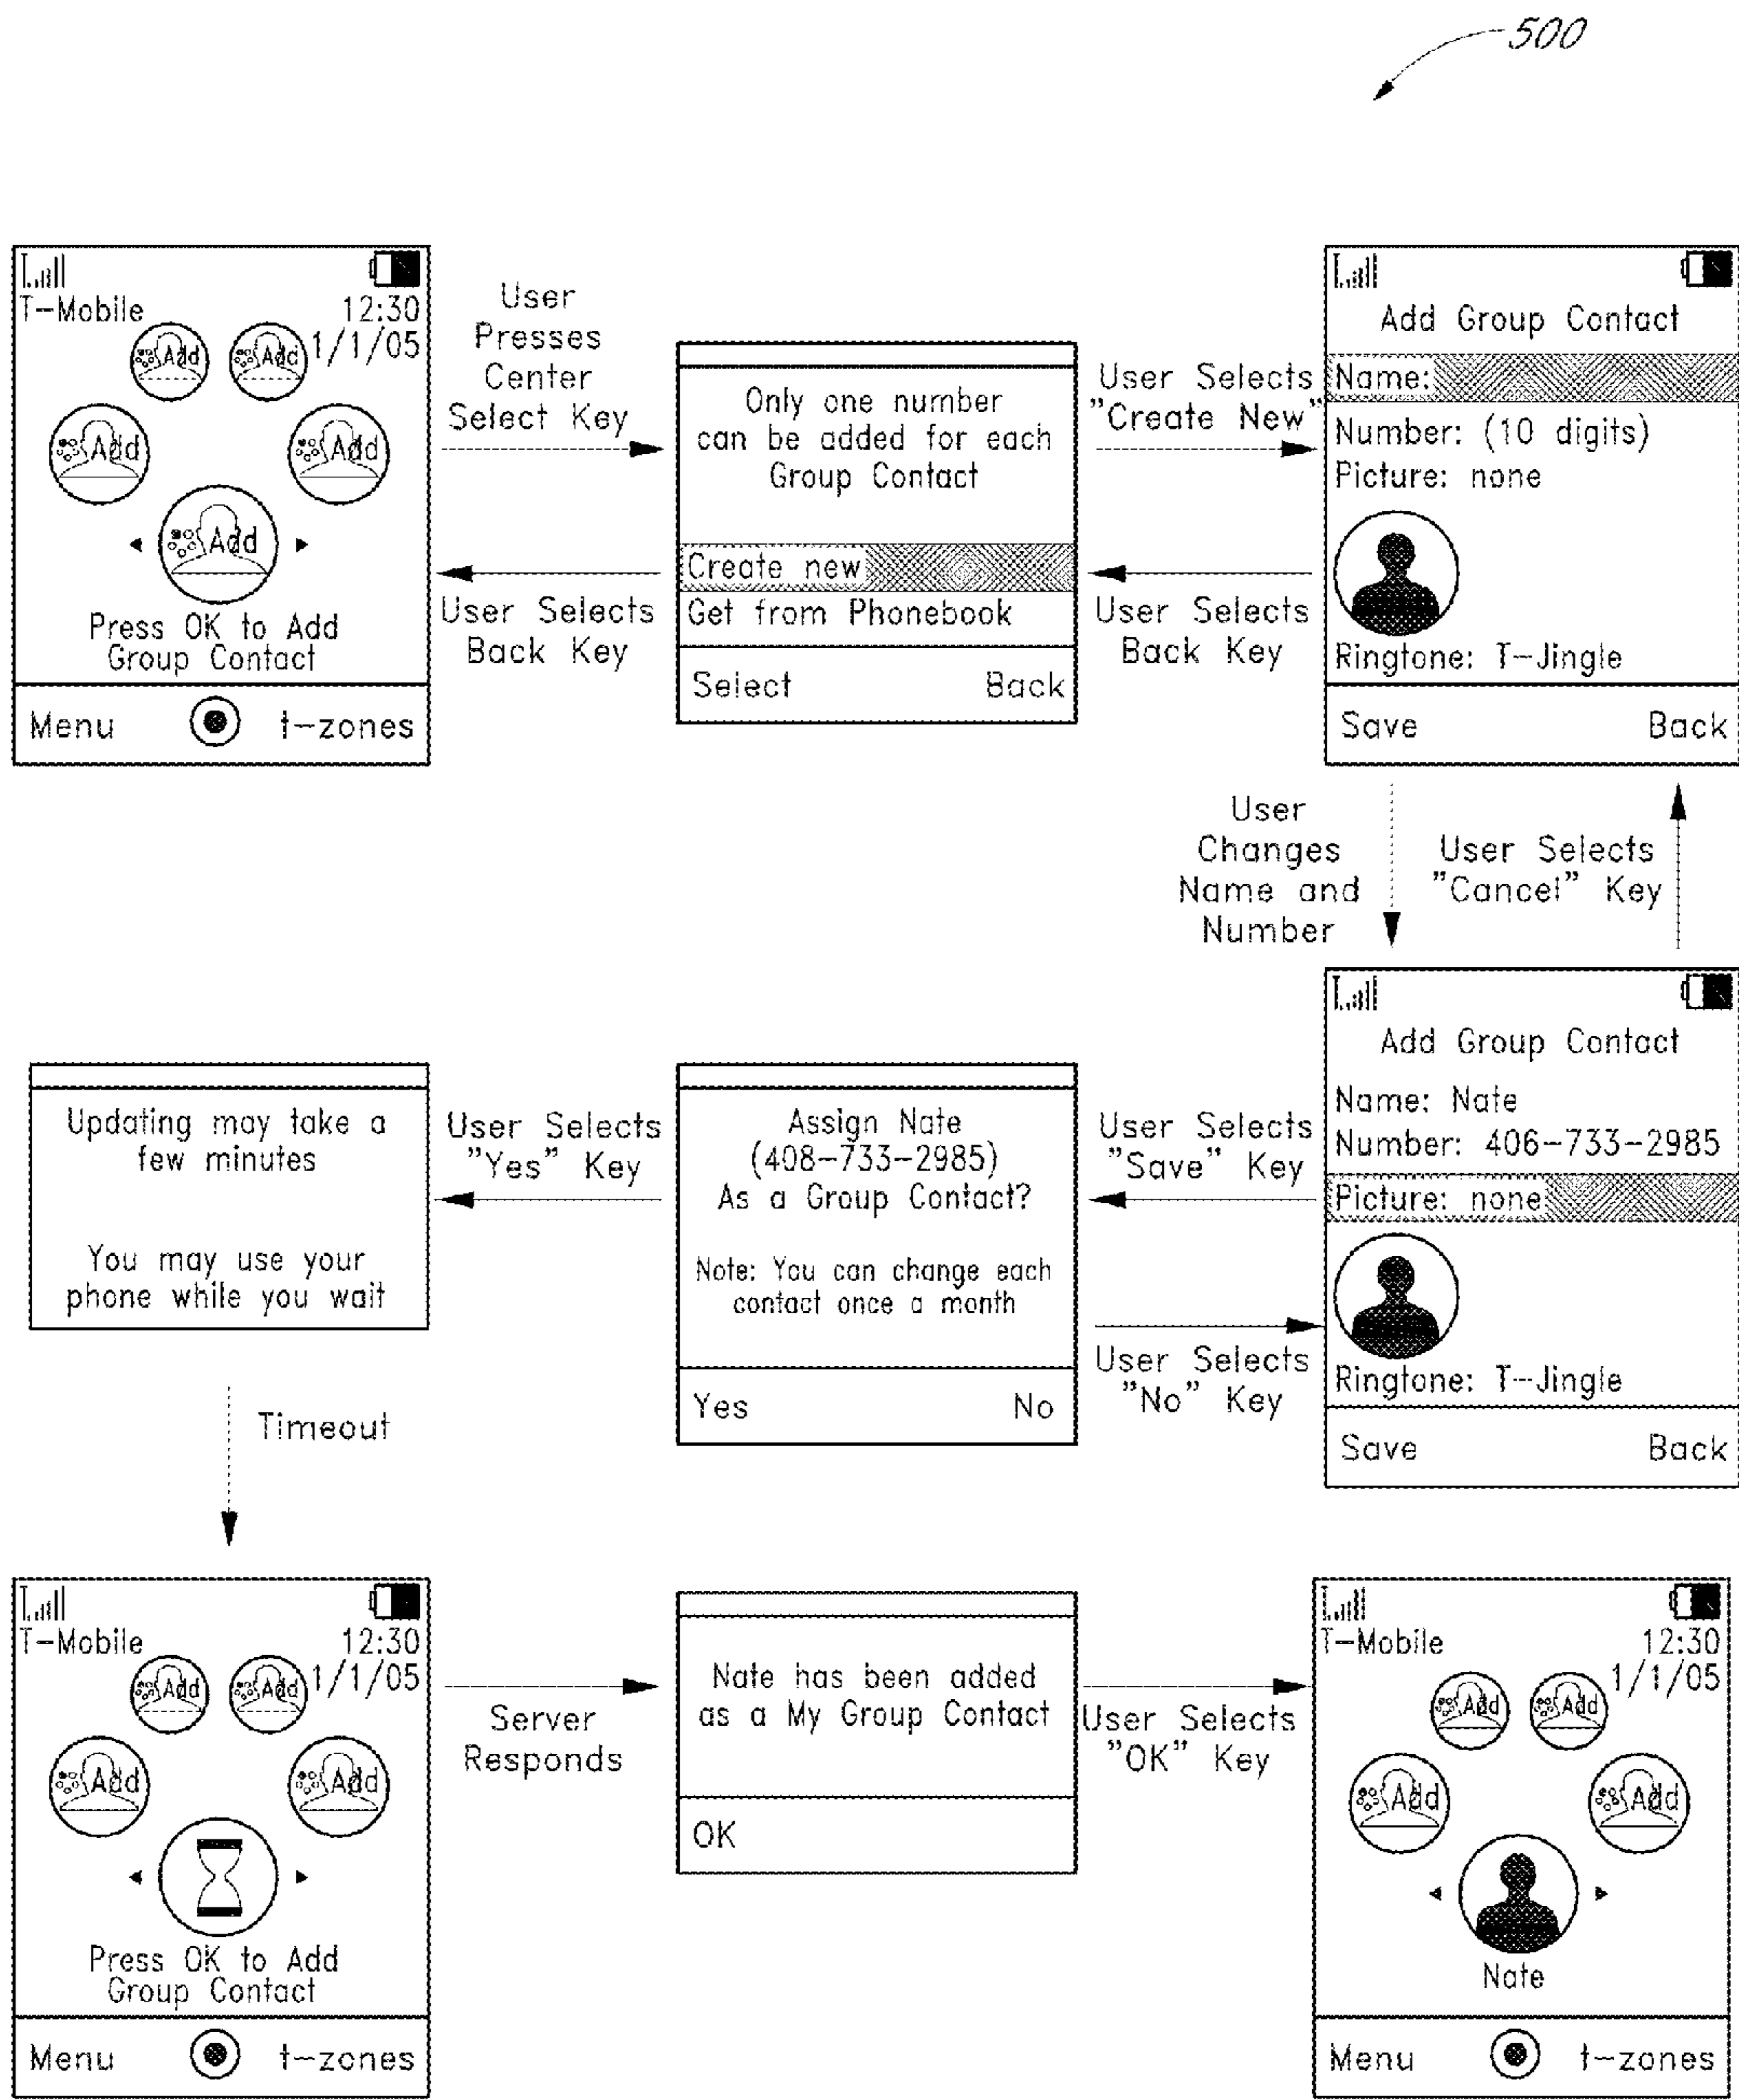 500
T-Mobile 12:30
1/1/05
Add Add
Add Add
Add
Press OK to Add
Group Contact
Menu t-zones
User
Presses
Center
Select Key
User Selects
Back Key
Only one number
can be added for each
Group Contact
Create new
Get from Phonebook
Select Back
User Selects
"Create New"
User Selects
Back Key
Add Group Contact
Name:
Number: (10 digits)
Picture: none
Ringtone: T-Jingle
Save Back
User
Changes
Name and
Number
User Selects
"Cancel" Key
Add Group Contact
Name: Nate
Number: 406-733-2985
Picture: none
Ringtone: T-Jingle
Save Back
User Selects
"Save" Key
User Selects
"No" Key
Assign Nate
(408-733-2985)
As a Group Contact?
Note: You can change each
contact once a month
Yes No
User Selects
"Yes" Key
Updating may take a
few minutes
You may use your
phone while you wait
Timeout
T-Mobile 12:30
1/1/05
Add Add
Add Add
Press OK to Add
Group Contact
Menu t-zones
Server
Responds
Nate has been added
as a My Group Contact
OK
User Selects
"OK" Key
T-Mobile 12:30
1/1/05
Add Add
Add Add
Nate
Menu t-zones